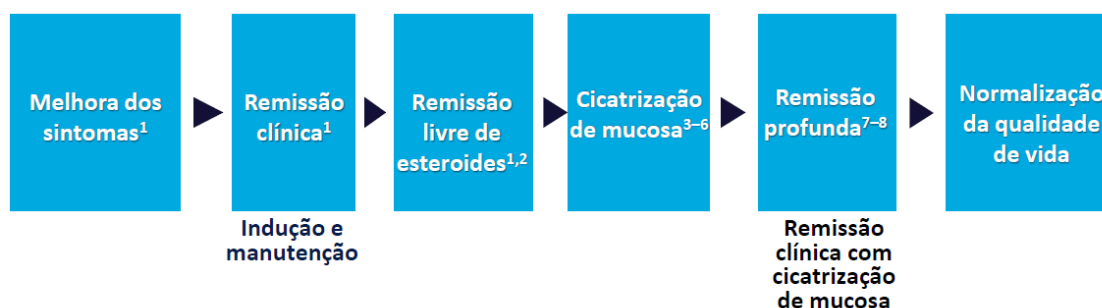 Melhora dos
sintomas¹
Remissão
clínica¹
Remissão
livre de
esteroides¹,²
Cicatrização
de mucosa³⁻⁶
Remissão
profunda⁷⁻⁸
Normalização
da qualidade
de vida
Indução e
manutenção
Remissão
clínica com
cicatrização
de mucosa